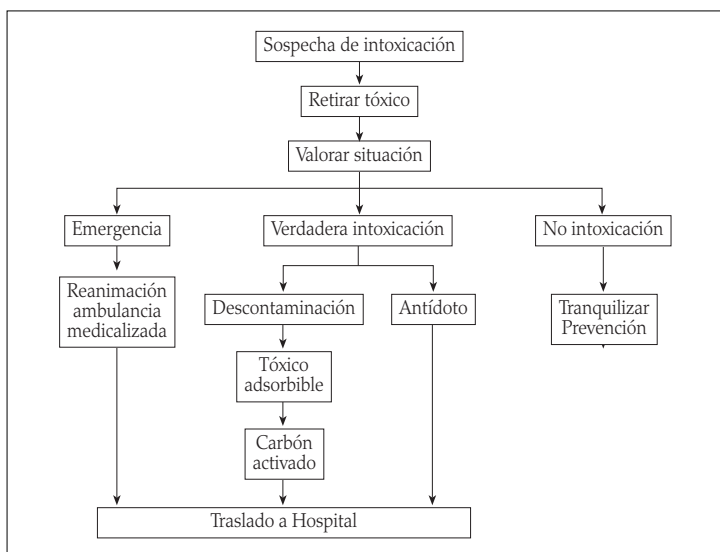 Sospecha de intoxicación
Retirar tóxico
Valorar situación
Emergencia
Verdadera intoxicación
No intoxicación
Reanimación
ambulancia
medicalizada
Descontaminación
Antídoto
Tranquilizar
Prevención
Tóxico
adsorbible
Carbón
activado
Traslado a Hospital